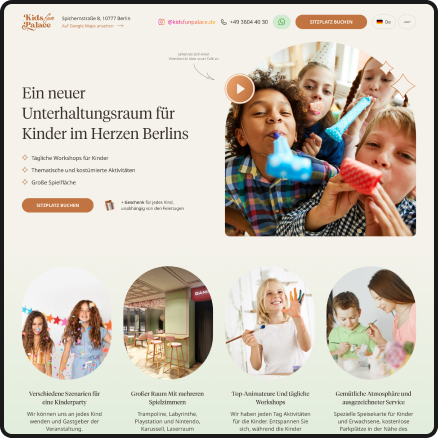 Kids fun
Palace
Spichernstraße 8, 10777 Berlin
Auf Google Maps ansehen
@kidsfunpalace.de
+49 3604 40 30
SITZPLATZ BUCHEN
De
Ein neuer
Unterhaltungsraum für
Kinder im Herzen Berlins
Tägliche Workshops für Kinder
Thematische und kostümierte Aktivitäten
Große Spielfläche
SITZPLATZ BUCHEN
+ Geschenk für jedes Kind,
unabhängig von den Feiertagen
Verschiedene Szenarien für
eine Kinderparty
Wir können uns an jedes Kind
wenden und Gastgeber der
Veranstaltung.
Großer Raum Mit mehreren
Spielzimmern
Trampoline, Labyrinthe,
Playstation und Nintendo,
Karussell, Laserraum
Top-Animateure Und tägliche
Workshops
Wir haben jeden Tag Aktivitäten
für die Kinder. Entspannen Sie
sich, während die Kinder
Gemütliche Atmosphäre und
ausgezeichneter Service
Spezielle Speisekarte für Kinder
und Erwachsene, kostenlose
Parkplätze in der Nähe des